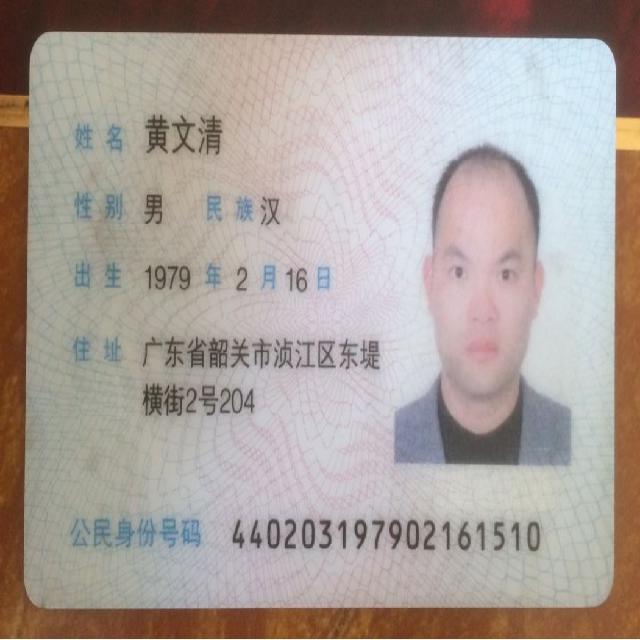 姓名 黄文清
性别 男 民族 汉
出生 1979 年 2 月 16 日
住址 广东省韶关市浈江区东堤
横街2号204
公民身份号码 440203197902161510